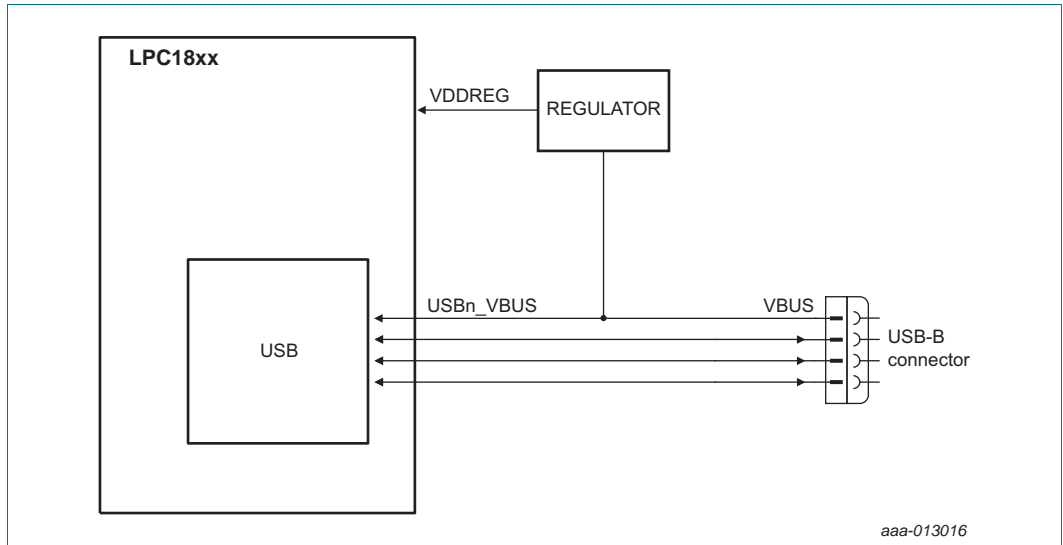 LPC18xx
VDDREG
REGULATOR
USBn_VBUS
VBUS
USB
USB-B
connector
aaa-013016